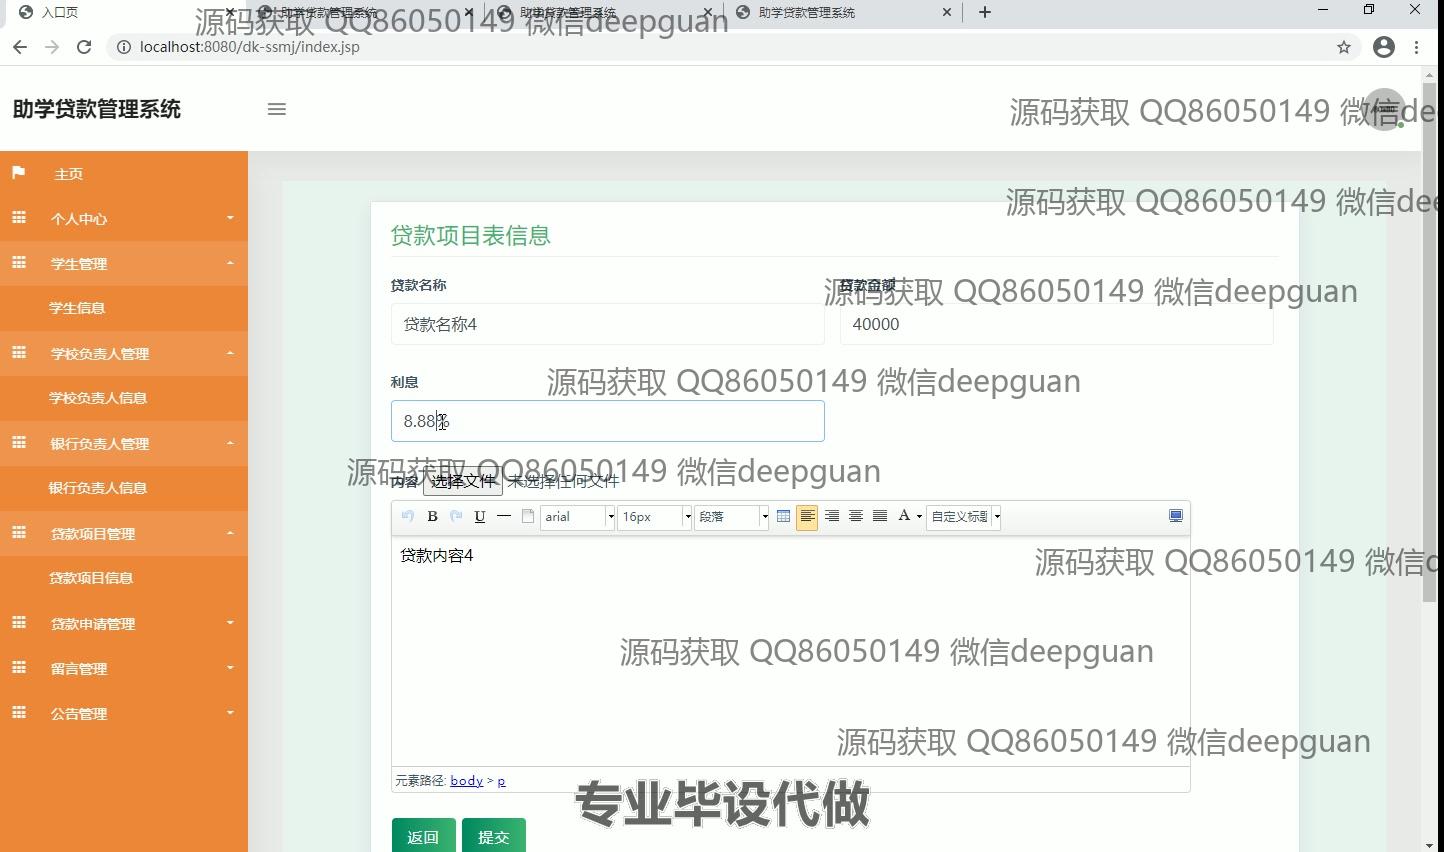 入口页
助学贷款管理系统
助学贷款管理系统
助学贷款管理系统
源码获取 QQ86050149 微信deepguan
localhost:8080/dk-ssmj/index.jsp
助学贷款管理系统
源码获取 QQ86050149 微信de
主页
个人中心
学生管理
学生信息
学校负责人管理
学校负责人信息
银行负责人管理
银行负责人信息
贷款项目管理
贷款项目信息
贷款申请管理
留言管理
公告管理
源码获取 QQ86050149 微信dee
贷款项目表信息
贷款名称
贷款金额
源码获取 QQ86050149 微信deepguan
贷款名称4
40000
利息
源码获取 QQ86050149 微信deepguan
8.88%
源码获取 QQ86050149 微信deepguan
内容
选择文件 未选择任何文件
B U arial 16px 段落 A 自定义标题
贷款内容4
源码获取 QQ86050149 微信d
源码获取 QQ86050149 微信deepguan
源码获取 QQ86050149 微信deepguan
元素路径: body > p
专业毕设代做
返回
提交